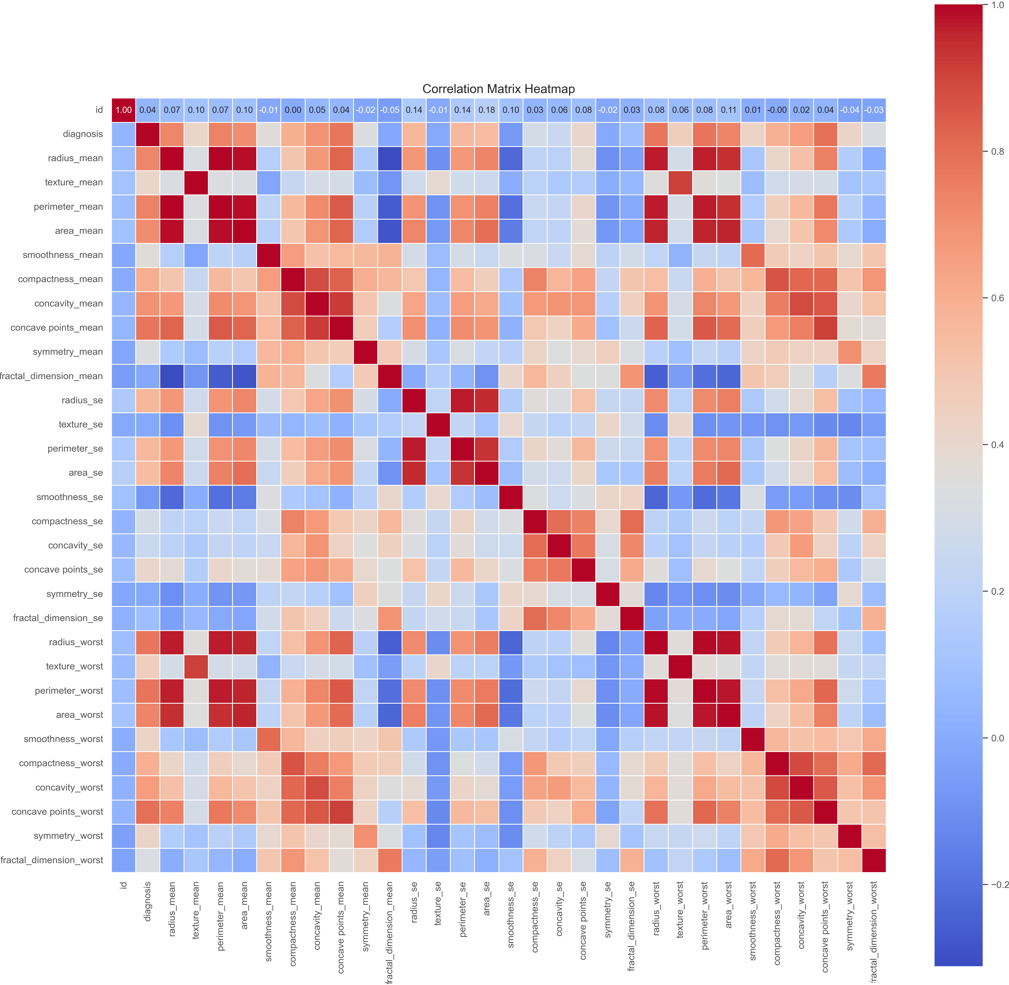 Correlation Matrix Heatmap
id 1.00 0.04 0.07 0.10 0.07 0.10 -0.01 0.00 0.05 0.04 -0.02 -0.05 0.14 -0.01 0.14 0.18 0.10 0.03 0.06 0.08 -0.02 0.03 0.08 0.06 0.08 0.11 0.01 -0.00 0.02 0.04 -0.04 -0.03
diagnosis
radius_mean
texture_mean
perimeter_mean
area_mean
smoothness_mean
compactness_mean
concavity_mean
concave points_mean
symmetry_mean
fractal_dimension_mean
radius_se
texture_se
perimeter_se
area_se
smoothness_se
compactness_se
concavity_se
concave points_se
symmetry_se
fractal_dimension_se
radius_worst
texture_worst
perimeter_worst
area_worst
smoothness_worst
compactness_worst
concavity_worst
concave points_worst
symmetry_worst
fractal_dimension_worst
id
diagnosis
radius_mean
texture_mean
perimeter_mean
area_mean
smoothness_mean
compactness_mean
concavity_mean
concave points_mean
symmetry_mean
fractal_dimension_mean
radius_se
texture_se
perimeter_se
area_se
smoothness_se
compactness_se
concavity_se
concave points_se
symmetry_se
fractal_dimension_se
radius_worst
texture_worst
perimeter_worst
area_worst
smoothness_worst
compactness_worst
concavity_worst
concave points_worst
symmetry_worst
fractal_dimension_worst
1.0
0.8
0.6
0.4
0.2
0.0
−0.2